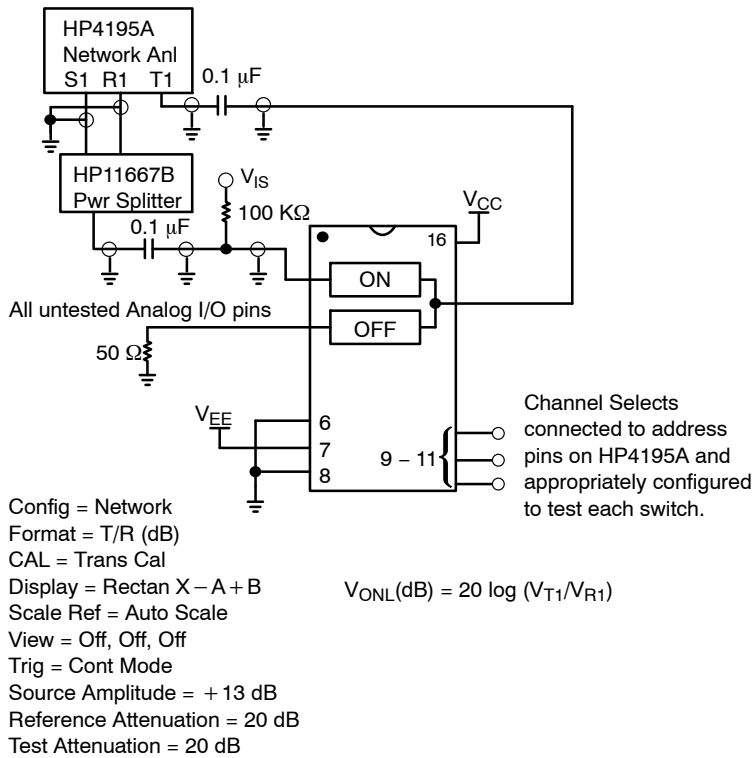 HP4195A
Network Anl
S1 R1 T1
0.1 μF
HP11667B
Pwr Splitter
V_IS
100 KΩ
0.1 μF
V_CC
16
ON
OFF
All untested Analog I/O pins
50 Ω
V_EE
6
7
8
9 – 11
Channel Selects
connected to address
pins on HP4195A and
appropriately configured
to test each switch.
Config = Network
Format = T/R (dB)
CAL = Trans Cal
Display = Rectan X – A + B
Scale Ref = Auto Scale
View = Off, Off, Off
Trig = Cont Mode
Source Amplitude = + 13 dB
Reference Attenuation = 20 dB
Test Attenuation = 20 dB
V_ONL(dB) = 20 log (V_T1/V_R1)